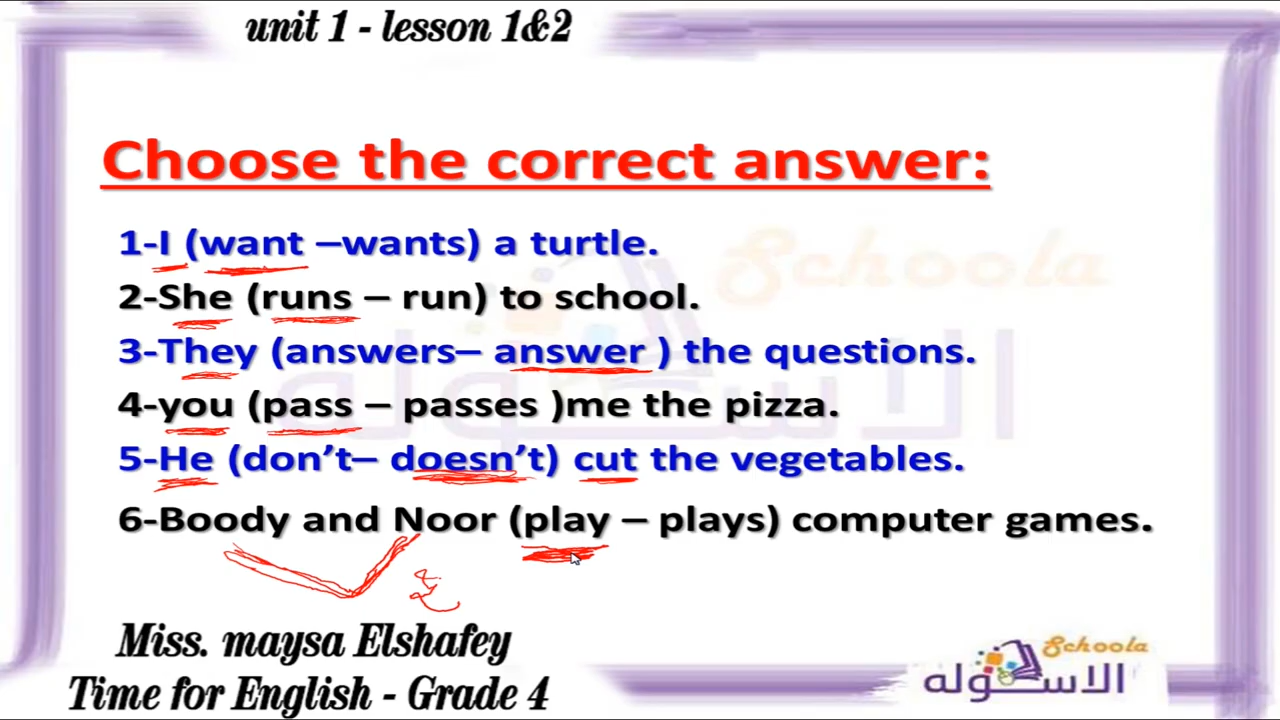 unit 1 - lesson 1&2
Choose the correct answer:
1-I (want –wants) a turtle.
2-She (runs – run) to school.
3-They (answers– answer ) the questions.
4-you (pass – passes )me the pizza.
5-He (don’t– doesn’t) cut the vegetables.
6-Boody and Noor (play – plays) computer games.
Miss. maysa Elshafey
Time for English - Grade 4
Schoola
الاسكوله
Schoola
الاسكوله